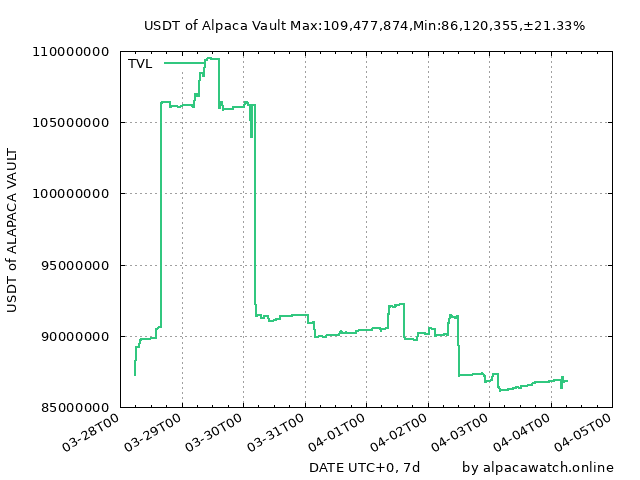 USDT of Alpaca Vault Max:109,477,874,Min:86,120,355,±21.33%
110000000
TVL
105000000
100000000
95000000
90000000
85000000
USDT of ALAPACA VAULT
03-28T00
03-29T00
03-30T00
03-31T00
04-01T00
04-02T00
04-03T00
04-04T00
04-05T00
DATE UTC+0, 7d
by alpacawatch.online